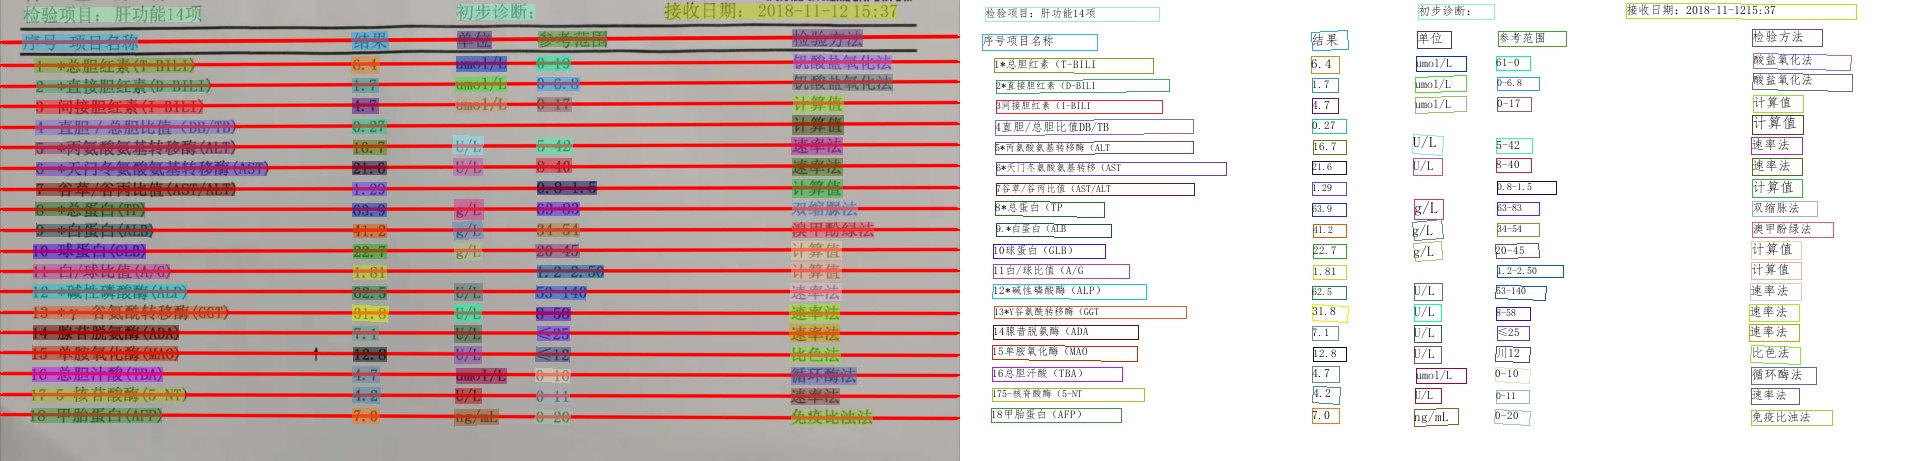 检验项目: 肝功能14项 初步诊断: 接收日期: 2018-11-12 15:37
序号 项目名称 结果 单位 参考范围 检验方法
1 *总胆红素(T-BILI) 6.4 umol/L 0-19 钒酸盐氧化法
2 *直接胆红素(D-BILI) 1.7 umol/L 0-6.8 钒酸盐氧化法
3 间接胆红素(I-BILI) 4.7 umol/L 0-17 计算值
4 直胆/总胆比值(DB/TB) 0.27 计算值
5 *丙氨酸氨基转移酶(ALT) 16.7 U/L 5-42 速率法
6 *天门冬氨酸氨基转移酶(AST) 21.6 U/L 8-40 速率法
7 谷草/谷丙比值(AST/ALT) 1.29 0.8-1.5 计算值
8 *总蛋白(TP) 63.9 g/L 63-83 双缩脲法
9 *白蛋白(ALB) 41.2 g/L 34-54 溴甲酚绿法
10 球蛋白(GLB) 22.7 g/L 20-45 计算值
11 白/球比值(A/G) 1.81 1.2-2.50 计算值
12 *碱性磷酸酶(ALP) 62.5 U/L 53-140 速率法
13 *γ-谷氨酰转移酶(GGT) 31.8 U/L 8-58 速率法
14 腺苷脱氨酶(ADA) 7.1 U/L ≤25 速率法
15 单胺氧化酶(MAO) ↑ 12.8 U/L ≤12 比色法
16 总胆汁酸(TBA) 4.7 umol/L 0-10 循环酶法
17 5-核苷酸酶(5-NT) 4.2 U/L 0-11 速率法
18 甲胎蛋白(AFP) 7.0 ng/mL 0-20 免疫比浊法
检验项目: 肝功能14项 初步诊断: 接收日期: 2018-11-1215:37
序号项目名称 结果 单位 参考范围 检验方法
1*总胆红素 (T-BILI 6.4 umol/L 61-0 酸盐氧化法
2*直接胆红素 (D-BILI 1.7 umol/L 0-6.8 酸盐氧化法
3间接胆红素 (I-BILI 4.7 umol/L 0-17 计算值
4直胆/总胆比值DB/TB 0.27 计算值
5*丙氨酸氨基转移酶 (ALT 16.7 U/L 5-42 速率法
6*天门冬氨酸氨基转移 (AST 21.6 U/L 8-40 速率法
7谷草/谷丙比值 (AST/ALT 1.29 0.8-1.5 计算值
8*总蛋白 (TP 63.9 g/L 63-83 双缩脉法
9.*白蛋白 (ALB 41.2 g/L 34-54 澳甲酚绿法
10球蛋白 (GLB) 22.7 g/L 20-45 计算值
11白/球比值 (A/G 1.81 1.2-2.50 计算值
12*碱性磷酸酶 (ALP) 62.5 U/L 53-140 速率法
13*Y谷氨酰转移酶 (GGT 31.8 U/L 8-58 速率法
14腺昔脱氨酶 (ADA 7.1 U/L ≤25 速率法
15单胺氧化酶 (MAO 12.8 U/L 川12 比色法
16总胆汗酸 (TBA) 4.7 umol/L 0-10 循环酶法
175-核脊酸酶 (5-NT 4.2 U/L 0-11 速率法
18甲胎蛋白 (AFP) 7.0 ng/mL 0-20 免疫比浊法